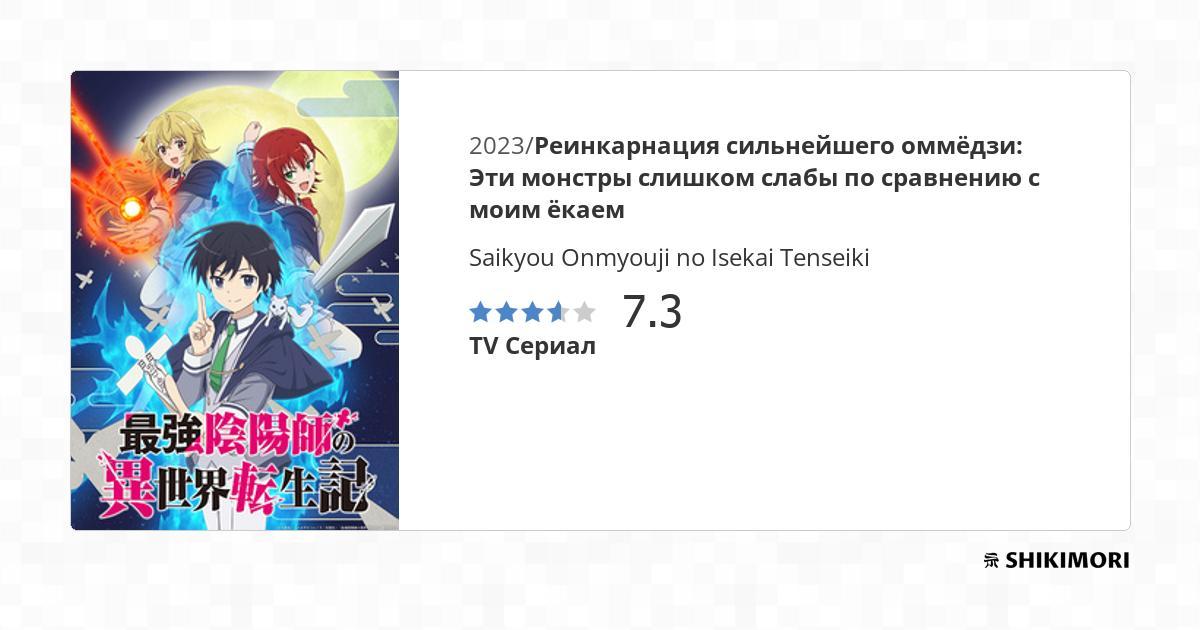 2023/Реинкарнация сильнейшего оммёдзи:
Эти монстры слишком слабы по сравнению с
моим ёкаем
Saikyou Onmyouji no Isekai Tenseiki
7.3
TV Сериал
最強陰陽師の
異世界転生記
SHIKIMORI